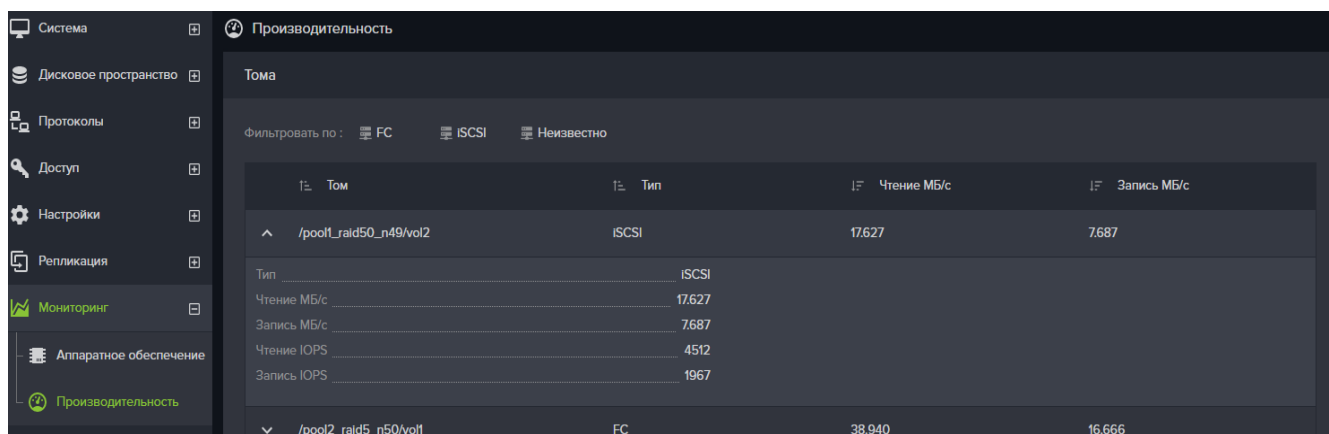 Система
Дисковое пространство
Протоколы
Доступ
Настройки
Репликация
Мониторинг
Аппаратное обеспечение
Производительность
Производительность
Тома
Фильтровать по : FC iSCSI Неизвестно
Том Тип Чтение МБ/с Запись МБ/с
/pool1_raid50_n49/vol2 iSCSI 17.627 7.687
Тип iSCSI
Чтение МБ/с 17.627
Запись МБ/с 7.687
Чтение IOPS 4512
Запись IOPS 1967
/pool2_raid5_n50/vol1 FC 38.940 16.666